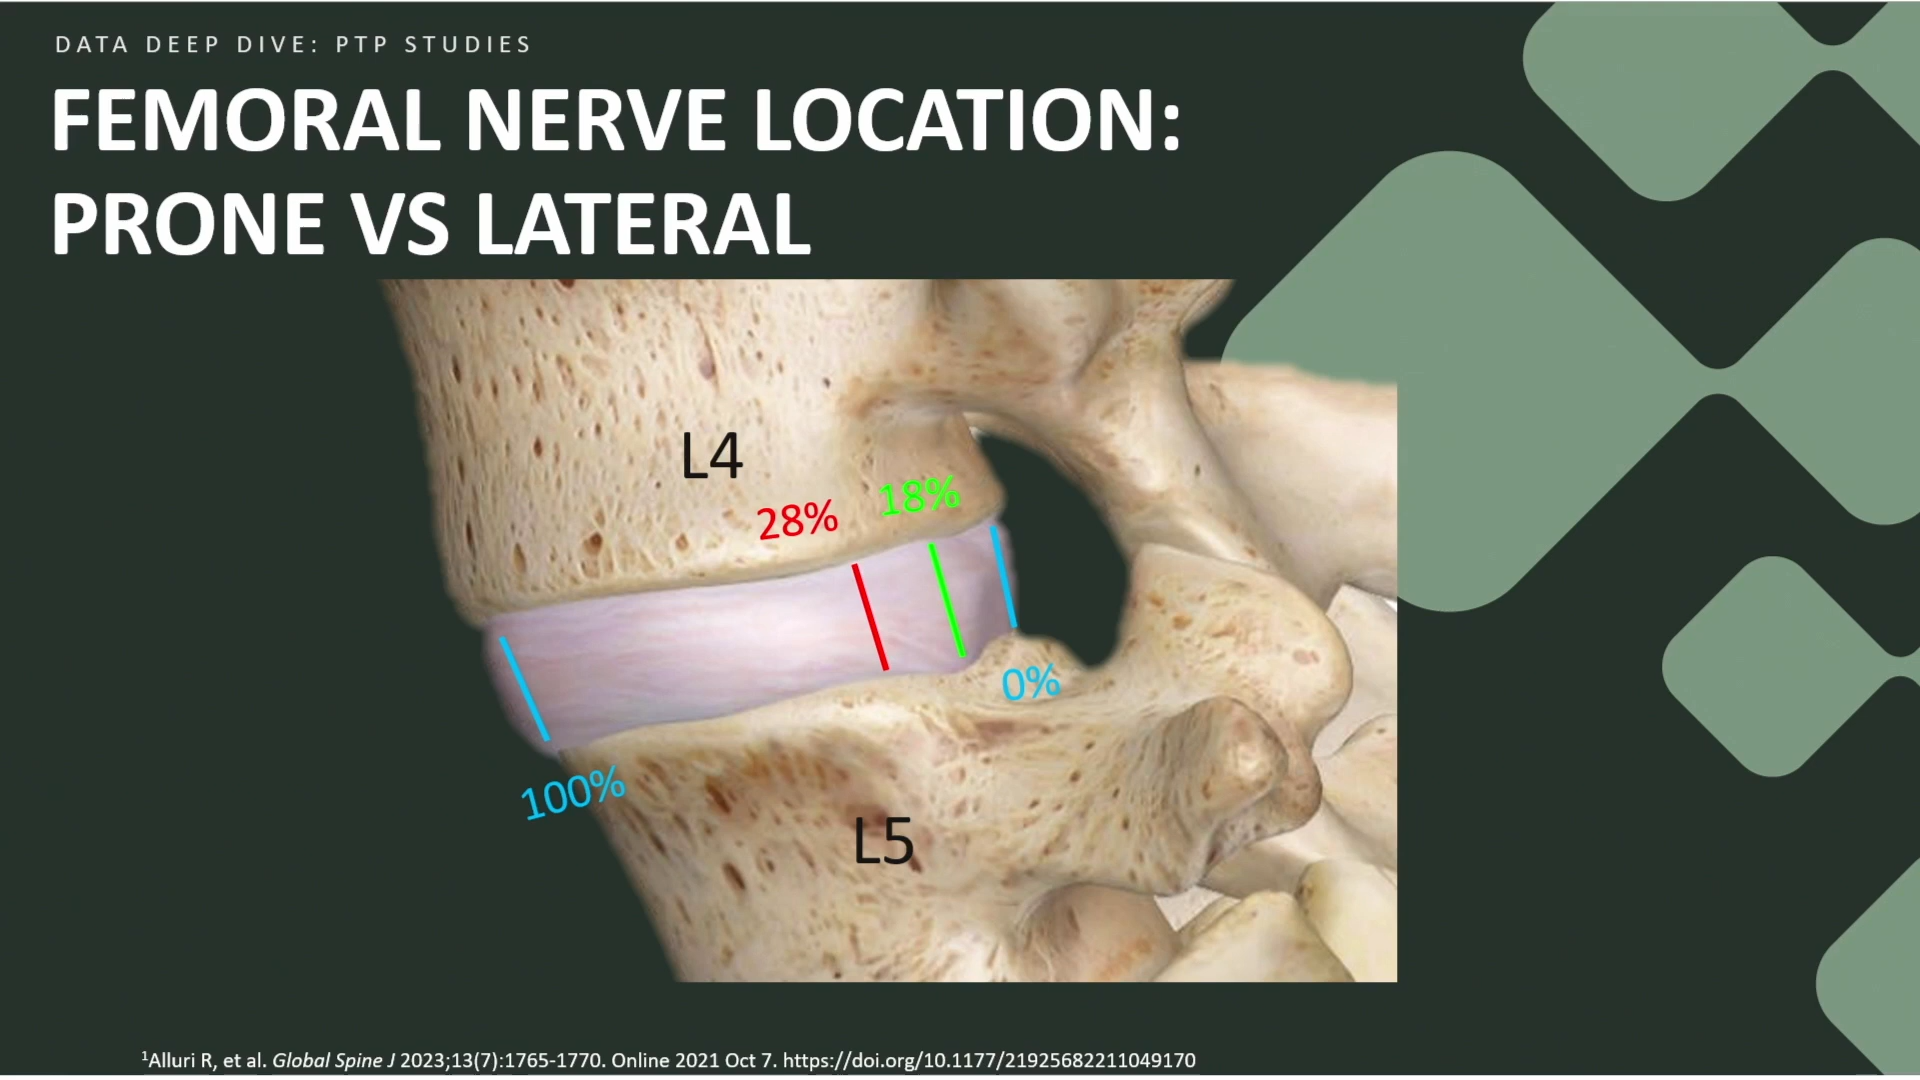 DATA DEEP DIVE: PTP STUDIES
FEMORAL NERVE LOCATION:
PRONE VS LATERAL
L4
28%
18%
0%
100%
L5
¹Alluri R, et al. Global Spine J 2023;13(7):1765-1770. Online 2021 Oct 7. https://doi.org/10.1177/21925682211049170